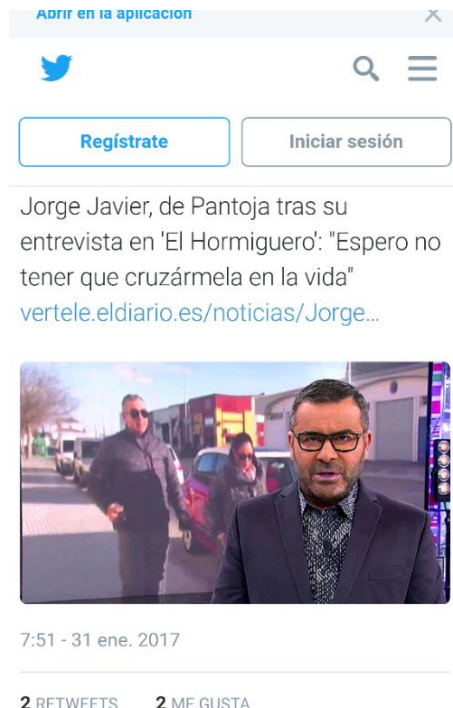 Abrir en la aplicación
Regístrate
Iniciar sesión
Jorge Javier, de Pantoja tras su
entrevista en 'El Hormiguero': "Espero no
tener que cruzármela en la vida"
vertele.eldiario.es/noticias/Jorge...
7:51 - 31 ene. 2017
2 RETWEETS 2 ME GUSTA